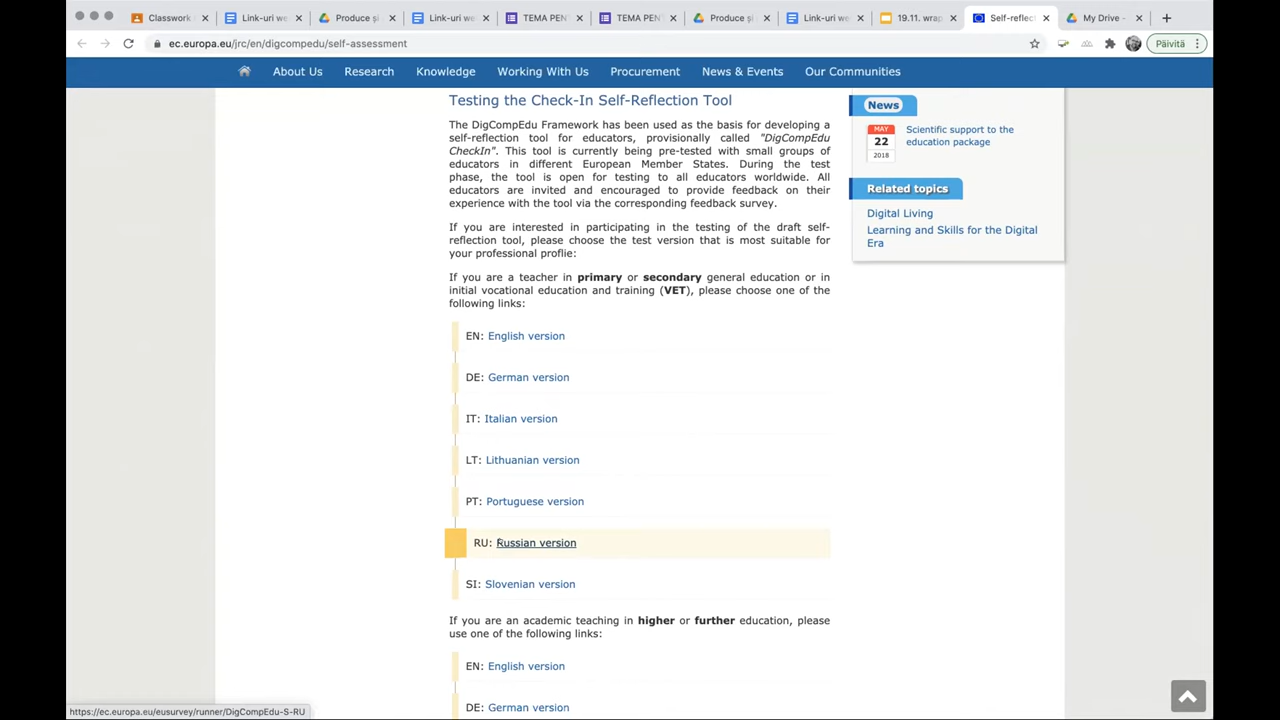 Classwork
Link-uri we
Produce și
Link-uri we
TEMA PEN
TEMA PEN
Produce și
Link-uri we
19.11. wrap
Self-reflec
My Drive -
ec.europa.eu/jrc/en/digcompedu/self-assessment
Päivitä
About Us
Research
Knowledge
Working With Us
Procurement
News & Events
Our Communities
Testing the Check-In Self-Reflection Tool
The DigCompEdu Framework has been used as the basis for developing a
self-reflection tool for educators, provisionally called "DigCompEdu
CheckIn". This tool is currently being pre-tested with small groups of
educators in different European Member States. During the test
phase, the tool is open for testing to all educators worldwide. All
educators are invited and encouraged to provide feedback on their
experience with the tool via the corresponding feedback survey.
If you are interested in participating in the testing of the draft self-
reflection tool, please choose the test version that is most suitable for
your professional proflie:
If you are a teacher in primary or secondary general education or in
initial vocational education and training (VET), please choose one of the
following links:
EN: English version
DE: German version
IT: Italian version
LT: Lithuanian version
PT: Portuguese version
RU: Russian version
SI: Slovenian version
If you are an academic teaching in higher or further education, please
use one of the following links:
EN: English version
DE: German version
News
MAY
22
2018
Scientific support to the
education package
Related topics
Digital Living
Learning and Skills for the Digital
Era
https://ec.europa.eu/eusurvey/runner/DigCompEdu-S-RU